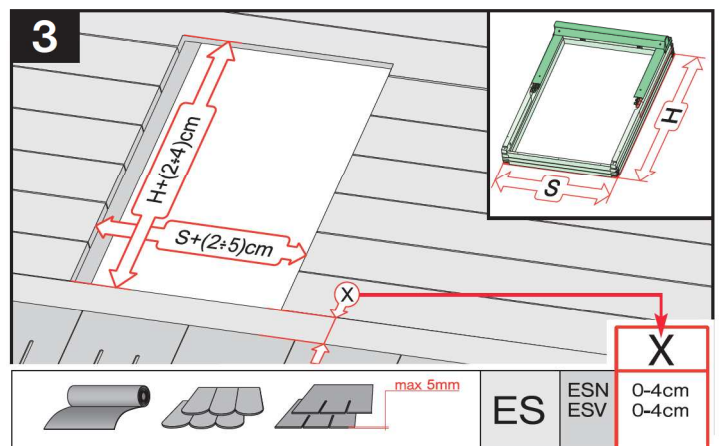 3
H+(2÷4)cm
S+(2÷5)cm
H
S
X
X
max 5mm
ES
ESN 0-4cm
ESV 0-4cm